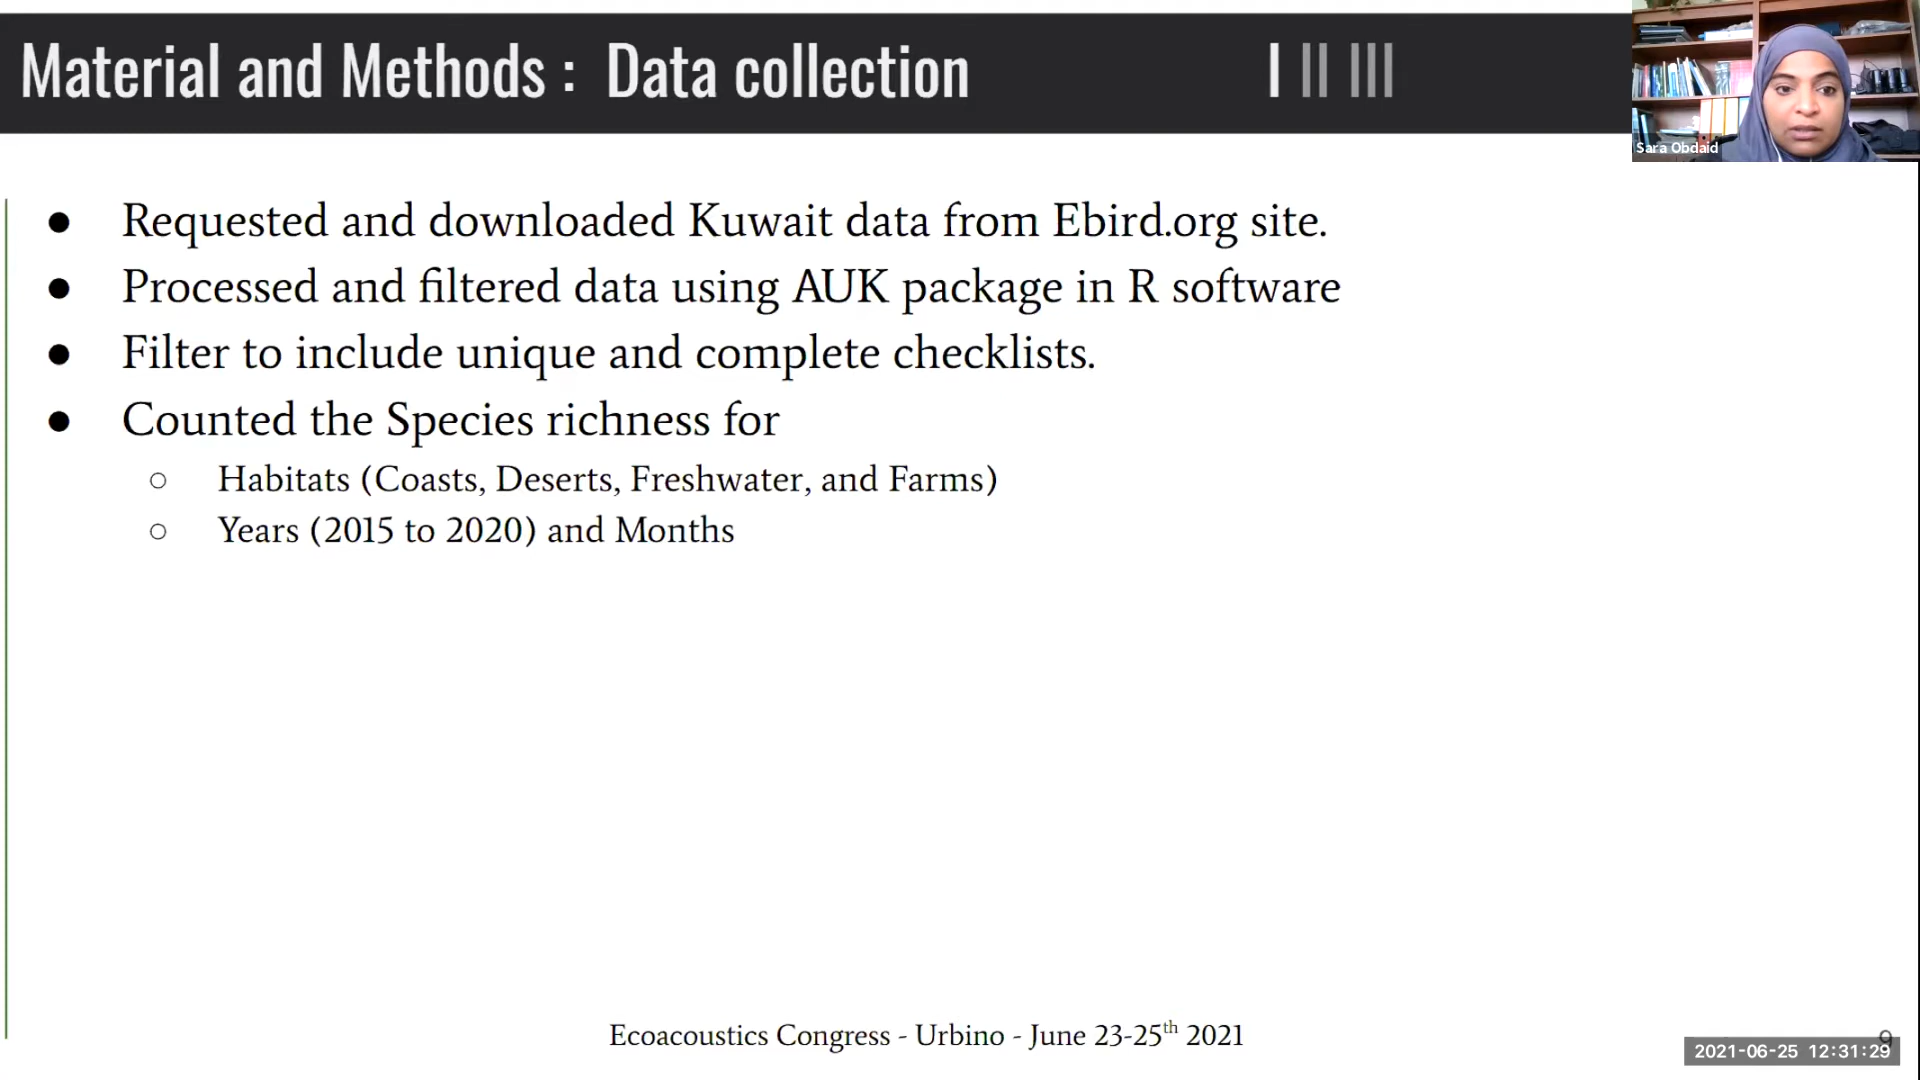 Material and Methods : Data collection
I II III
Sara Obdaid
● Requested and downloaded Kuwait data from Ebird.org site.
● Processed and filtered data using AUK package in R software
● Filter to include unique and complete checklists.
● Counted the Species richness for
○ Habitats (Coasts, Deserts, Freshwater, and Farms)
○ Years (2015 to 2020) and Months
Ecoacoustics Congress - Urbino - June 23-25th 2021
9
2021-06-25 12:31:29